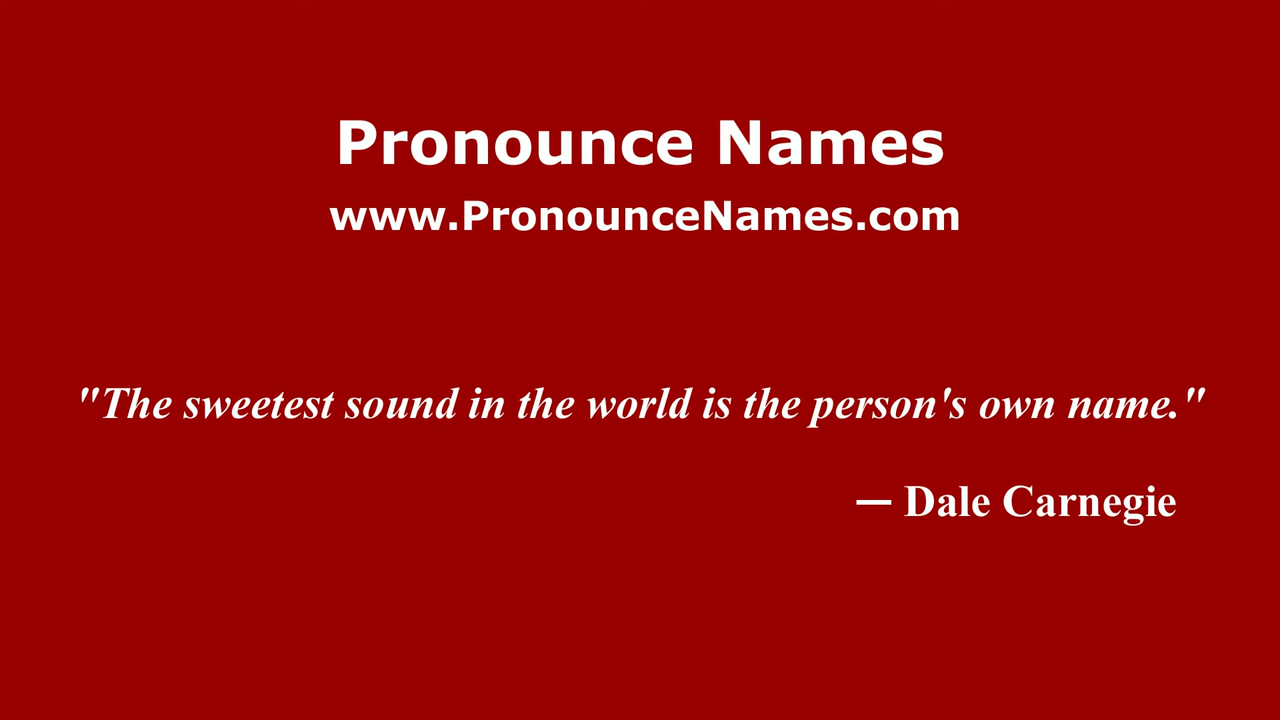 Pronounce Names
www.PronounceNames.com
"The sweetest sound in the world is the person's own name."
— Dale Carnegie